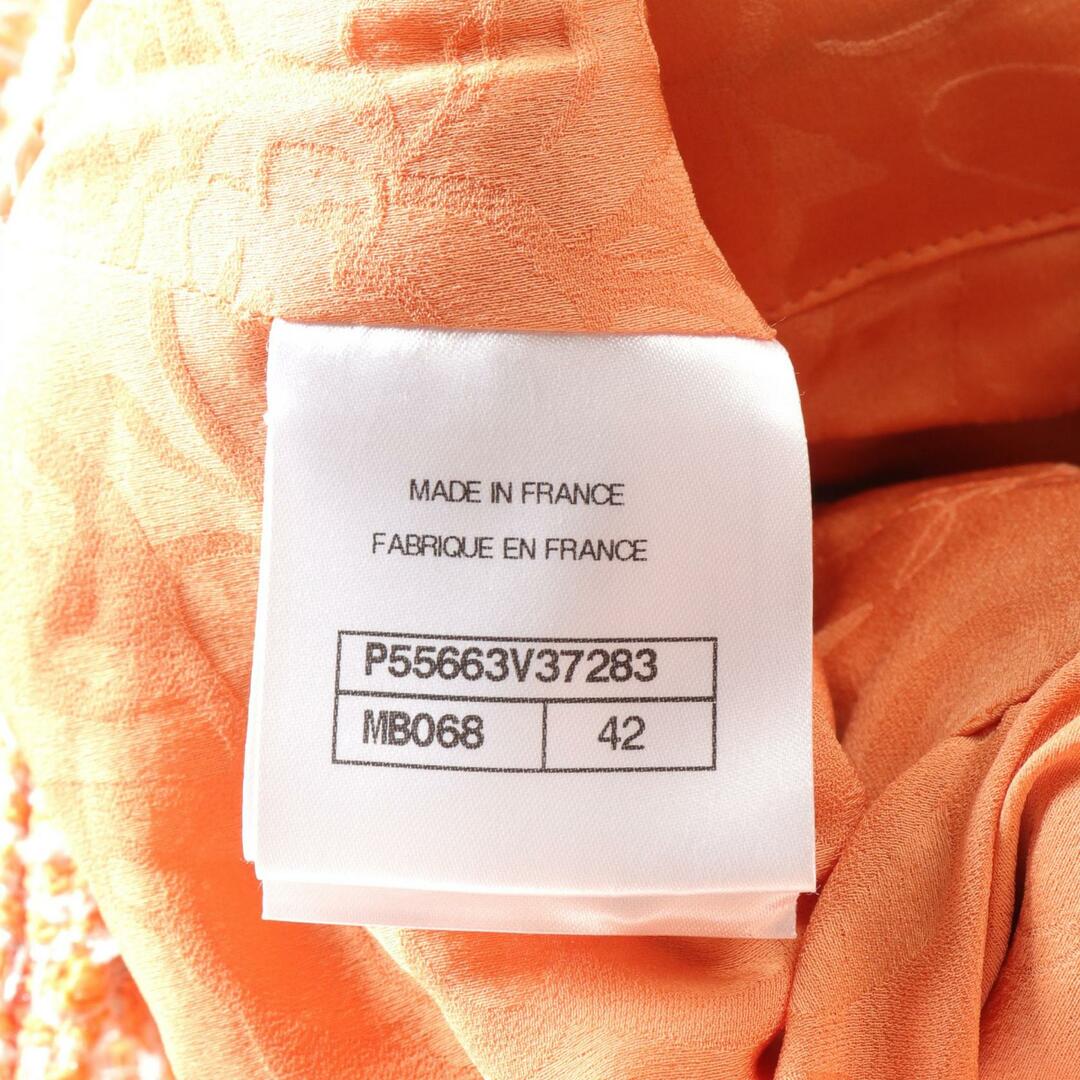 MADE IN FRANCE
FABRIQUE EN FRANCE
P55663V37283
MB068 42